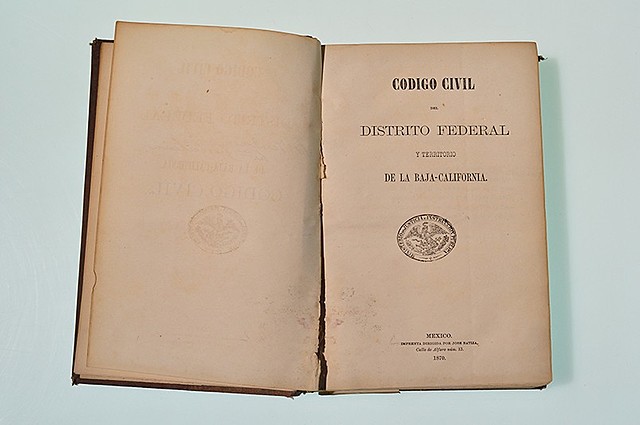 CODIGO CIVIL
DEL
DISTRITO FEDERAL
Y TERRITORIO
DE LA BAJA-CALIFORNIA.
MEXICO.
IMPRENTA DIRIGIDA POR JOSE BATIZA,
Calle de Alfaro núm. 13.
1870.